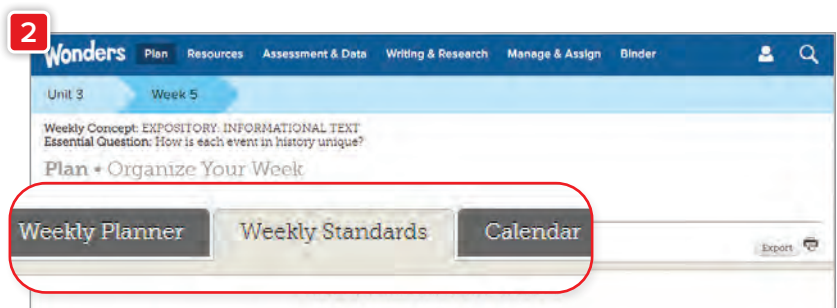 2
Wonders Plan Resources Assessment & Data Writing & Research Manage & Assign Binder
Unit 3 Week 5
Weekly Concept: EXPOSITORY: INFORMATIONAL TEXT
Essential Question: How is each event in history unique?
Plan • Organize Your Week
Weekly Planner Weekly Standards Calendar
Export